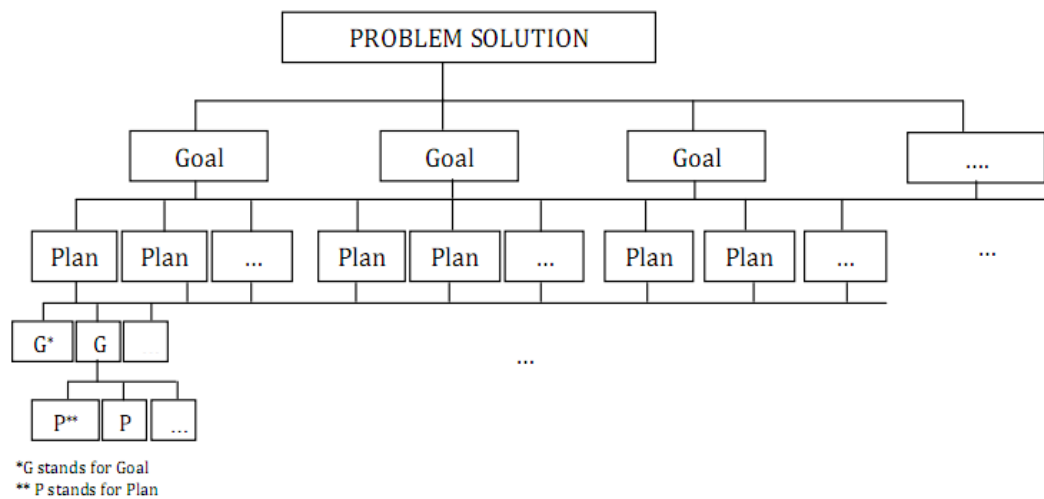 PROBLEM SOLUTION
Goal Goal Goal ....
Plan Plan ... Plan Plan ... Plan Plan ... ...
G* G ...
...
P** P ...
*G stands for Goal
** P stands for Plan